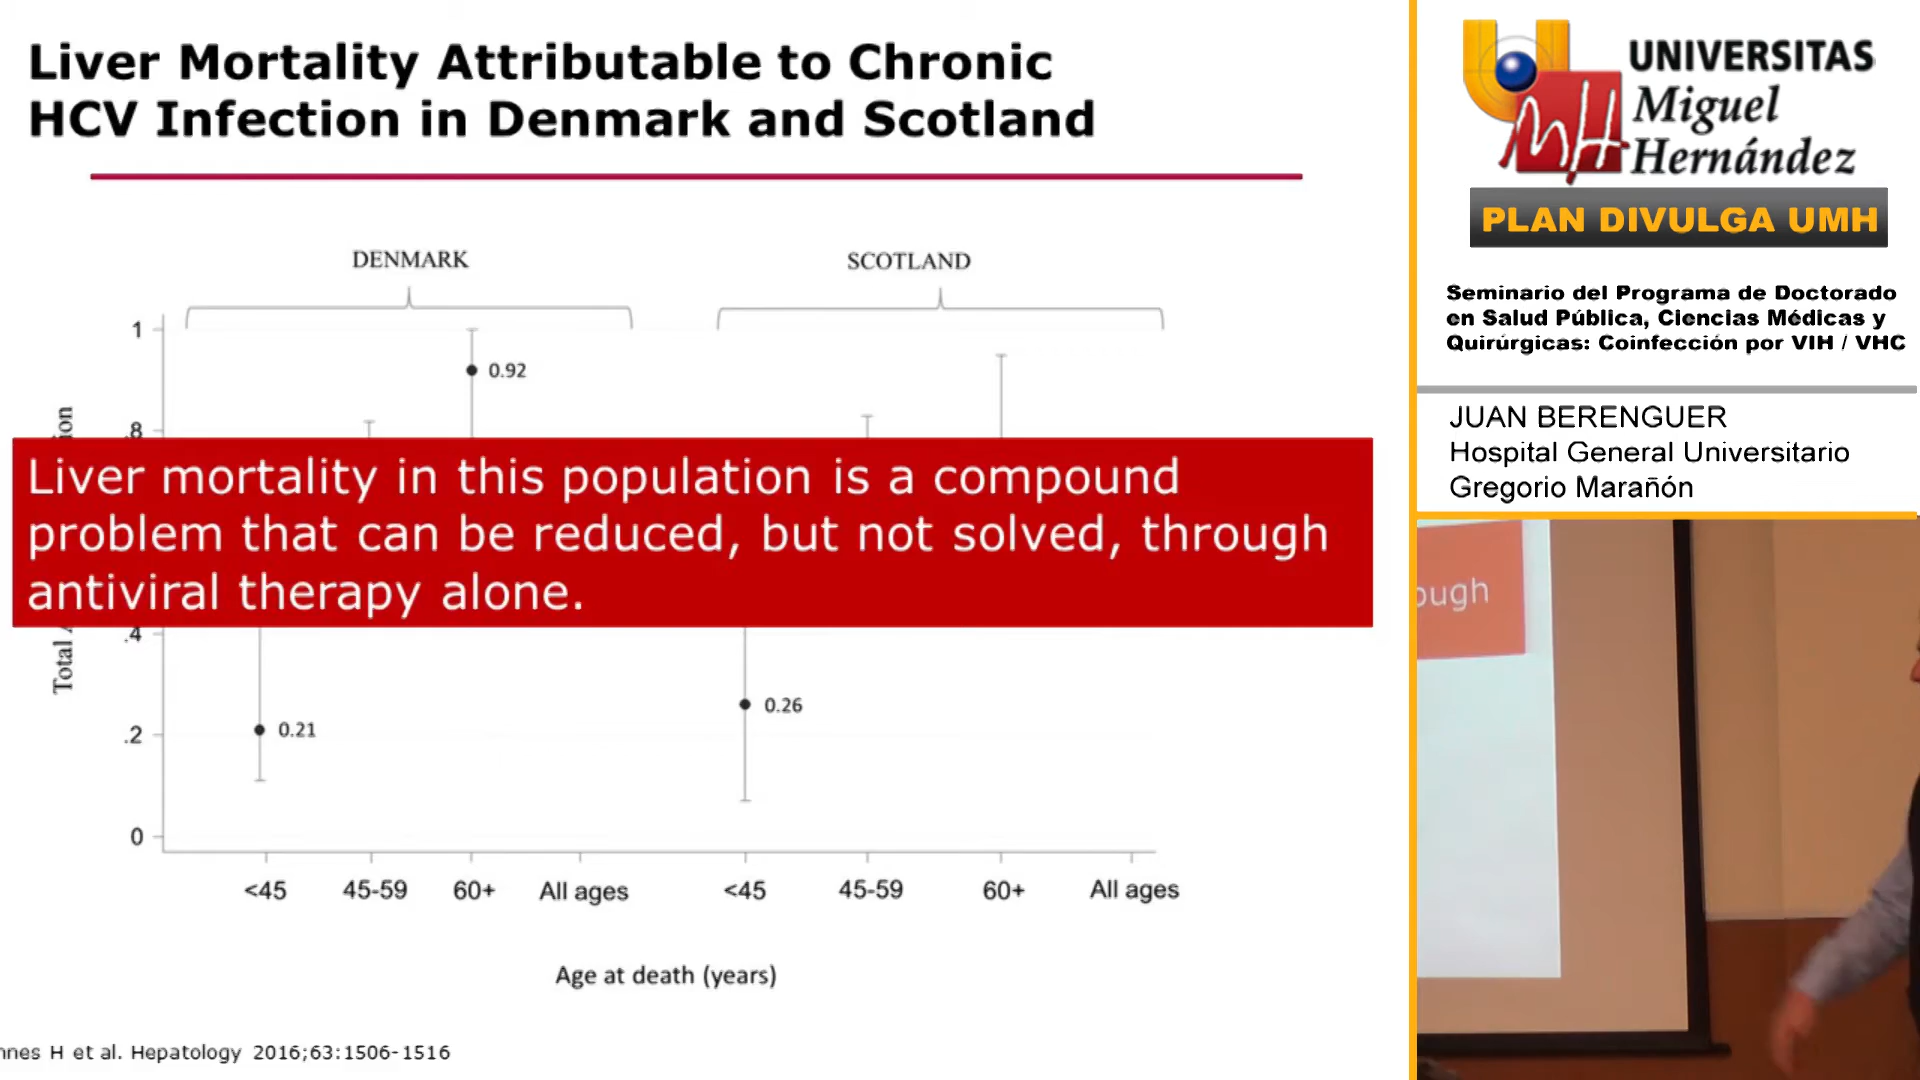 Liver Mortality Attributable to Chronic
HCV Infection in Denmark and Scotland
DENMARK
SCOTLAND
1
.8
.4
.2
0
0.92
0.21
0.26
Total
Liver mortality in this population is a compound
problem that can be reduced, but not solved, through
antiviral therapy alone.
<45
45-59
60+
All ages
<45
45-59
60+
All ages
Age at death (years)
H et al. Hepatology 2016;63:1506-1516
UNIVERSITAS
Miguel
Hernández
PLAN DIVULGA UMH
Seminario del Programa de Doctorado
en Salud Pública, Ciencias Médicas y
Quirúrgicas: Coinfección por VIH / VHC
JUAN BERENGUER
Hospital General Universitario
Gregorio Marañón
ough